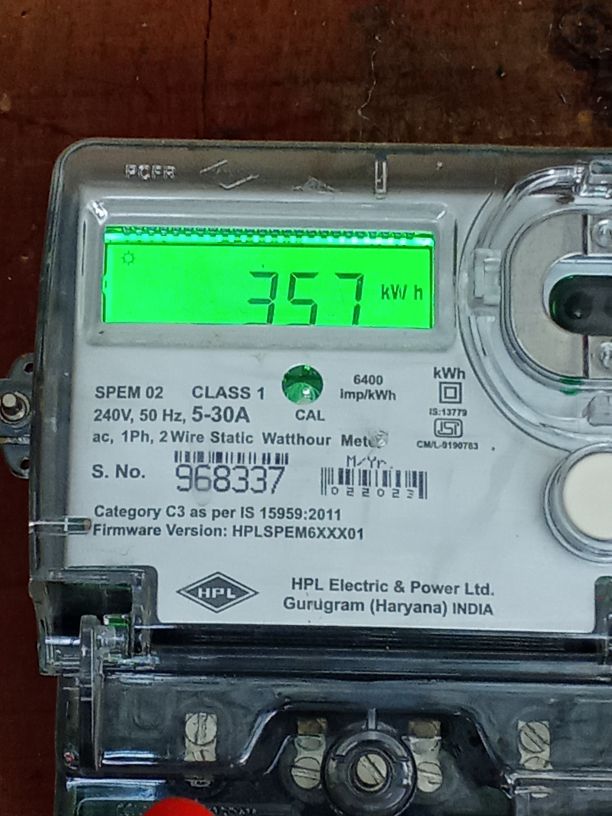 357 kWh
SPEM 02 CLASS 1
240V, 50 Hz, 5-30A
CAL
6400
Imp/kWh
kWh
IS:13779
CM/L-9190783
ac, 1Ph, 2 Wire Static Watthour Meter
S. No. 968337
M/Yr.
022023
Category C3 as per IS 15959:2011
Firmware Version: HPLSPEM6XXX01
HPL
HPL Electric & Power Ltd.
Gurugram (Haryana) INDIA